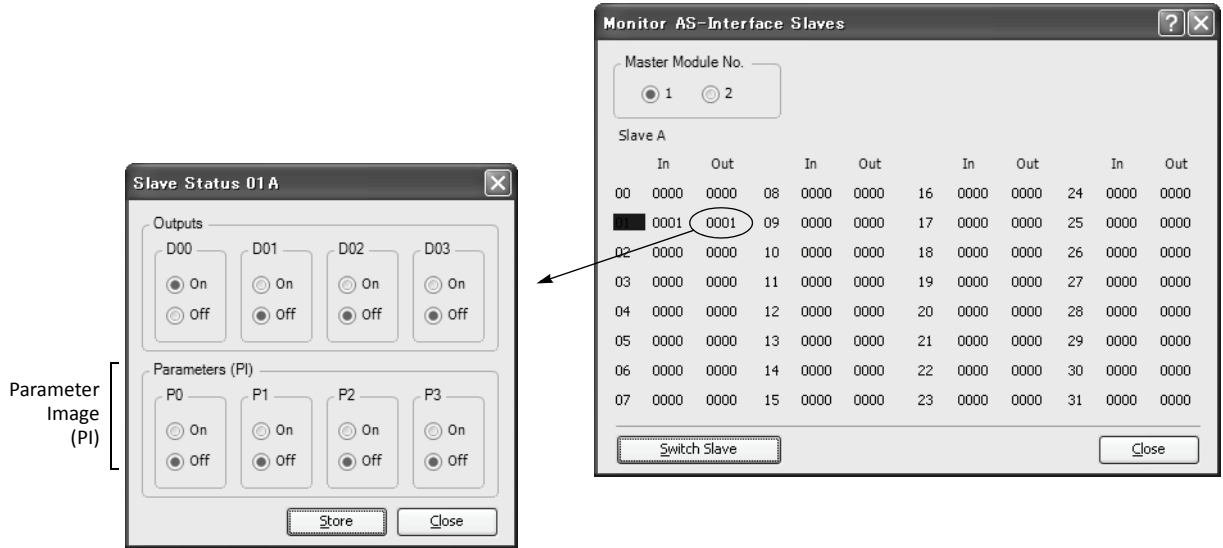 Monitor AS-Interface Slaves
Master Module No.
1 2
Slave A
In Out In Out In Out In Out
00 0000 0000 08 0000 0000 16 0000 0000 24 0000 0000
01 0001 0001 09 0000 0000 17 0000 0000 25 0000 0000
02 0000 0000 10 0000 0000 18 0000 0000 26 0000 0000
03 0000 0000 11 0000 0000 19 0000 0000 27 0000 0000
04 0000 0000 12 0000 0000 20 0000 0000 28 0000 0000
05 0000 0000 13 0000 0000 21 0000 0000 29 0000 0000
06 0000 0000 14 0000 0000 22 0000 0000 30 0000 0000
07 0000 0000 15 0000 0000 23 0000 0000 31 0000 0000
Switch Slave Close
Slave Status 01A
Outputs
D00 D01 D02 D03
On On On On
Off Off Off Off
Parameters (PI)
P0 P1 P2 P3
On On On On
Off Off Off Off
Store Close
Parameter
Image
(PI)